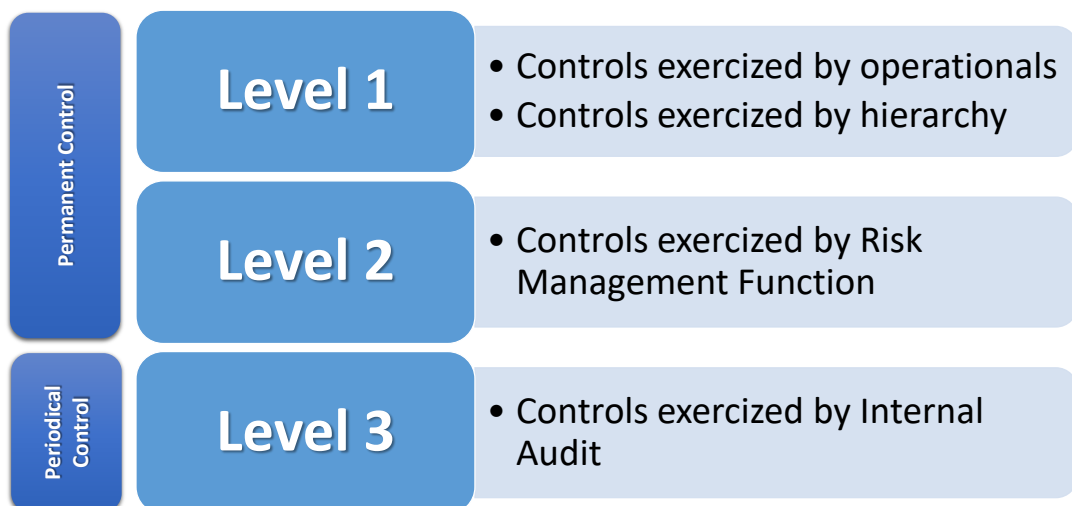 Permanent Control
Level 1
• Controls exercized by operationals
• Controls exercized by hierarchy
Level 2
• Controls exercized by Risk
Management Function
Periodical
Control
Level 3
• Controls exercized by Internal
Audit